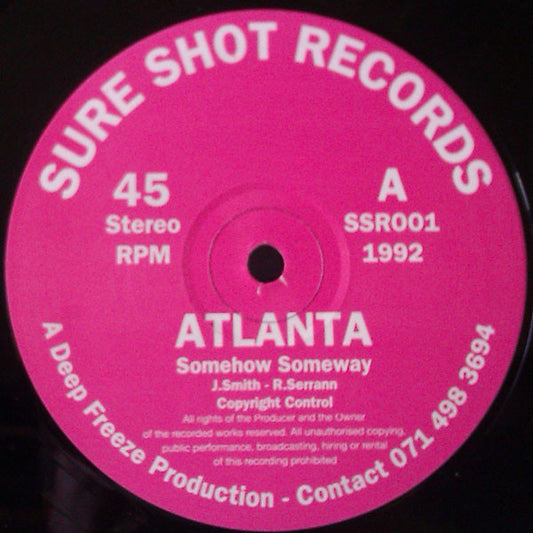 SURE SHOT RECORDS
45
Stereo
RPM
A
SSR001
1992
ATLANTA
Somehow Someway
J.Smith - R.Serrann
Copyright Control
All rights of the Producer and the Owner
of the recorded works reserved. All unauthorised copying,
public performance, broadcasting, hiring or rental
of this recording prohibited
A Deep Freeze Production - Contact 071 498 3694